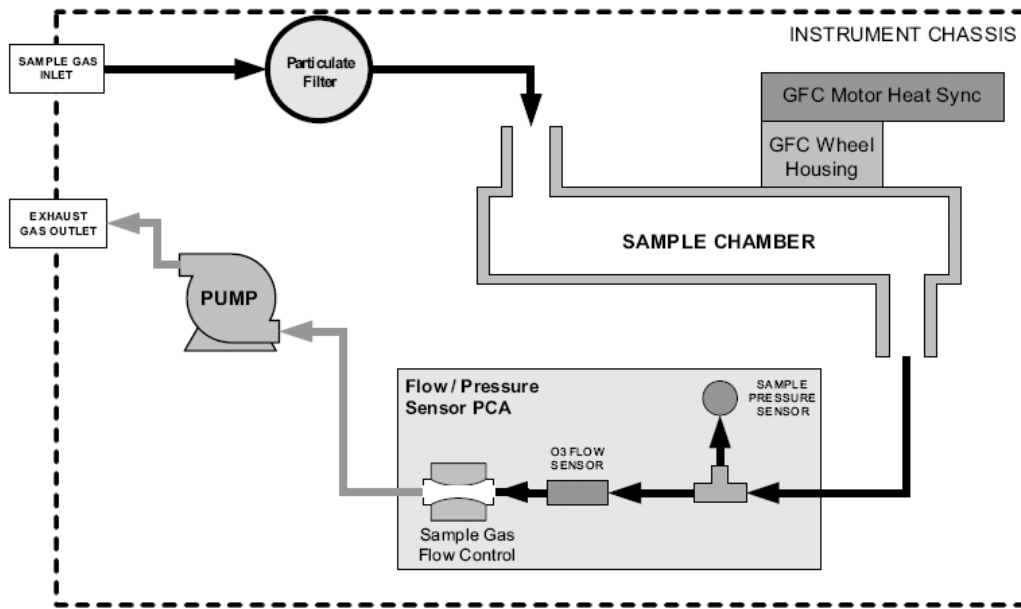 INSTRUMENT CHASSIS
SAMPLE GAS
INLET
Particulate
Filter
GFC Motor Heat Sync
GFC Wheel
Housing
EXHAUST
GAS OUTLET
SAMPLE CHAMBER
PUMP
Flow / Pressure
Sensor PCA
SAMPLE
PRESSURE
SENSOR
O3 FLOW
SENSOR
Sample Gas
Flow Control